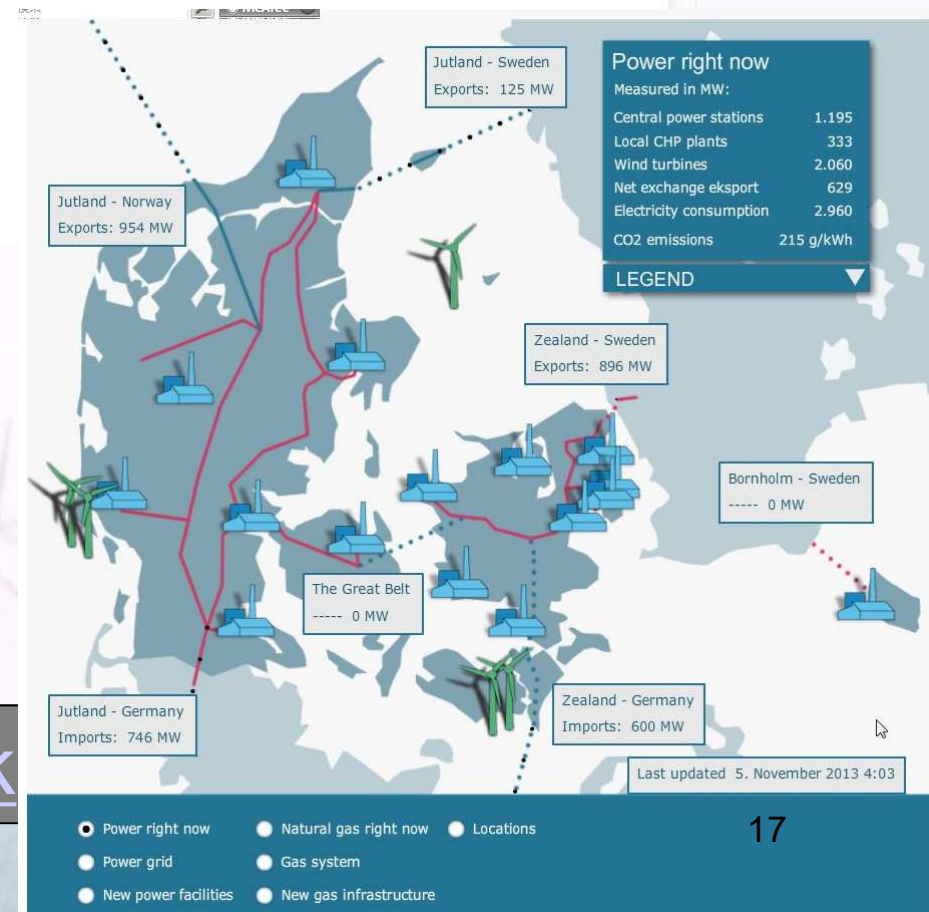 Jutland - Sweden
Exports: 125 MW
Power right now
Measured in MW:
Central power stations 1.195
Local CHP plants 333
Wind turbines 2.060
Net exchange eksport 629
Electricity consumption 2.960
CO2 emissions 215 g/kWh
LEGEND
Jutland - Norway
Exports: 954 MW
Zealand - Sweden
Exports: 896 MW
Bornholm - Sweden
----- 0 MW
The Great Belt
----- 0 MW
Jutland - Germany
Imports: 746 MW
Zealand - Germany
Imports: 600 MW
Last updated 5. November 2013 4:03
Power right now Natural gas right now Locations
17
Power grid Gas system
New power facilities New gas infrastructure